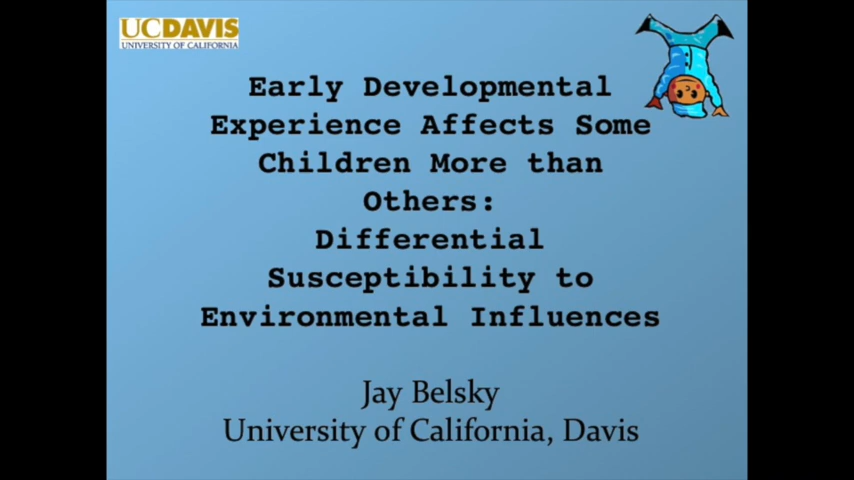 UCDAVIS
UNIVERSITY OF CALIFORNIA
Early Developmental
Experience Affects Some
Children More than
Others:
Differential
Susceptibility to
Environmental Influences
Jay Belsky
University of California, Davis